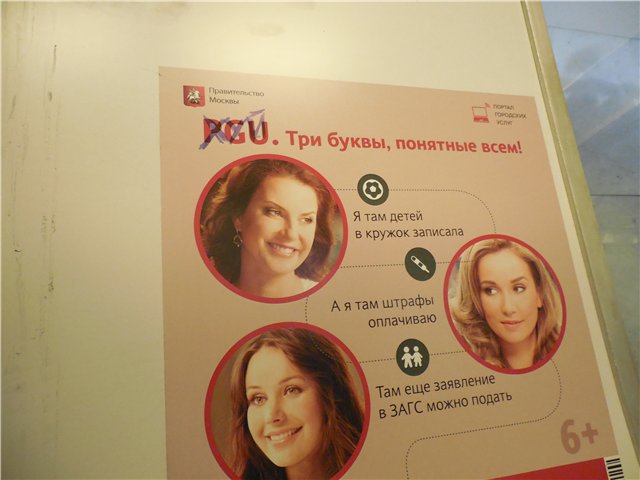 Правительство
Москвы
ПОРТАЛ
ГОРОДСКИХ
УСЛУГ
PGU. Три буквы, понятные всем!
Я там детей
в кружок записала
А я там штрафы
оплачиваю
Там еще заявление
в ЗАГС можно подать
6+